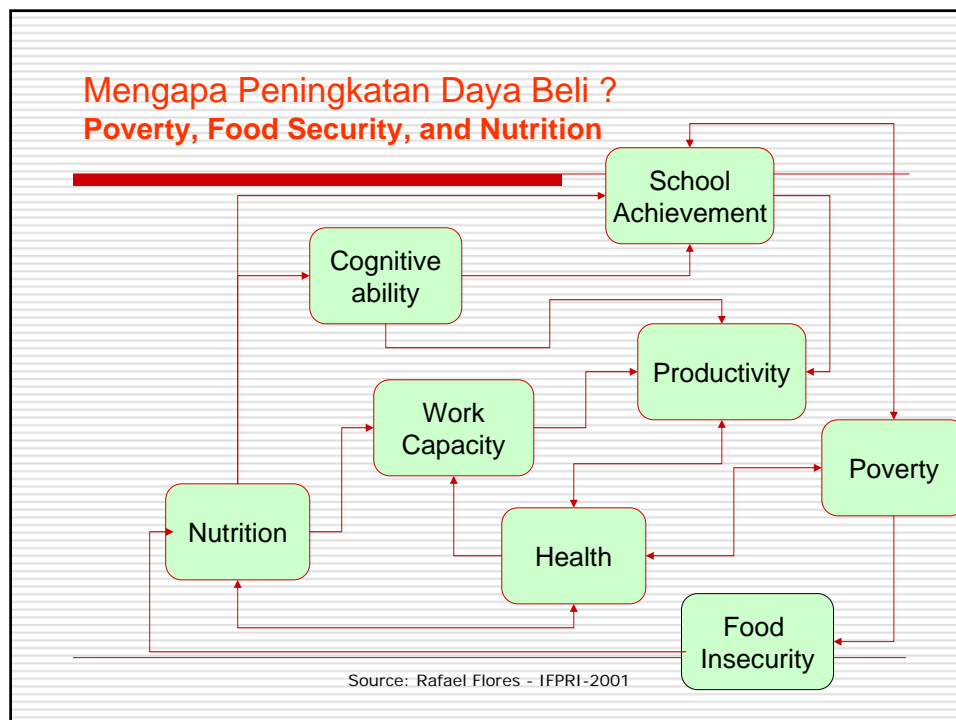 Mengapa Peningkatan Daya Beli ?
Poverty, Food Security, and Nutrition
School
Achievement
Cognitive
ability
Productivity
Work
Capacity
Poverty
Nutrition
Health
Food
Insecurity
Source: Rafael Flores - IFPRI-2001